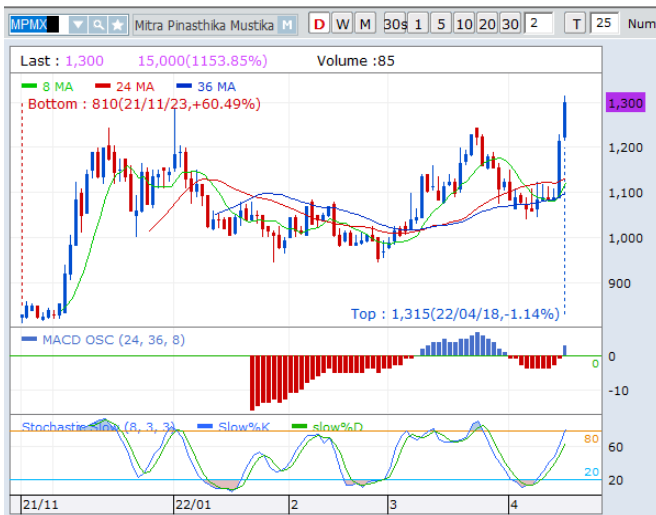 MPMX Mitra Pinasthika Mustika M D W M 30s 1 5 10 20 30 2 T 25 Num
Last : 1,300 15,000(1153.85%) Volume :85
8 MA 24 MA 36 MA
Bottom : 810(21/11/23,+60.49%)
1,300
1,200
1,100
1,000
900
Top : 1,315(22/04/18,-1.14%)
MACD OSC (24, 36, 8)
0
0
-10
Stochastic Slow (8, 3, 3) Slow%K slow%D
80
60
20
20
21/11 22/01 2 3 4